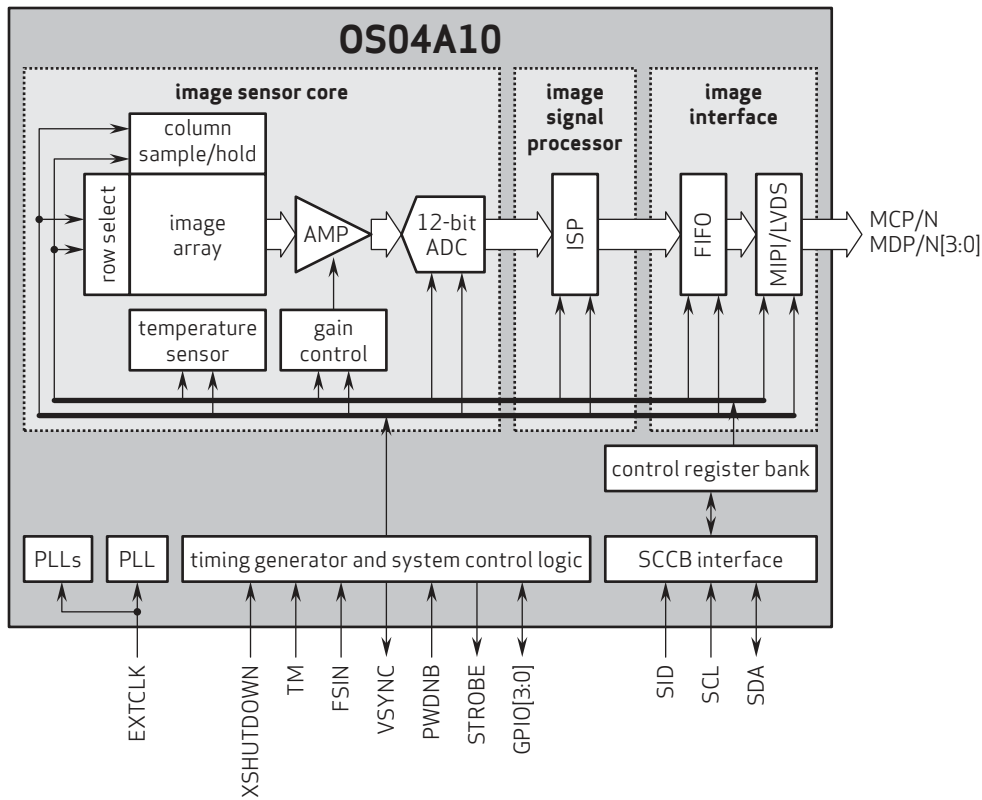 OS04A10
image sensor core
image
signal
processor
image
interface
column
sample/hold
row select
image
array
AMP
12-bit
ADC
ISP
FIFO
MIPI/LVDS
MCP/N
MDP/N[3:0]
temperature
sensor
gain
control
control register bank
PLLs
PLL
timing generator and system control logic
SCCB interface
EXTCLK
XSHUTDOWN
TM
FSIN
VSYNC
PWDNB
STROBE
GPIO[3:0]
SID
SCL
SDA